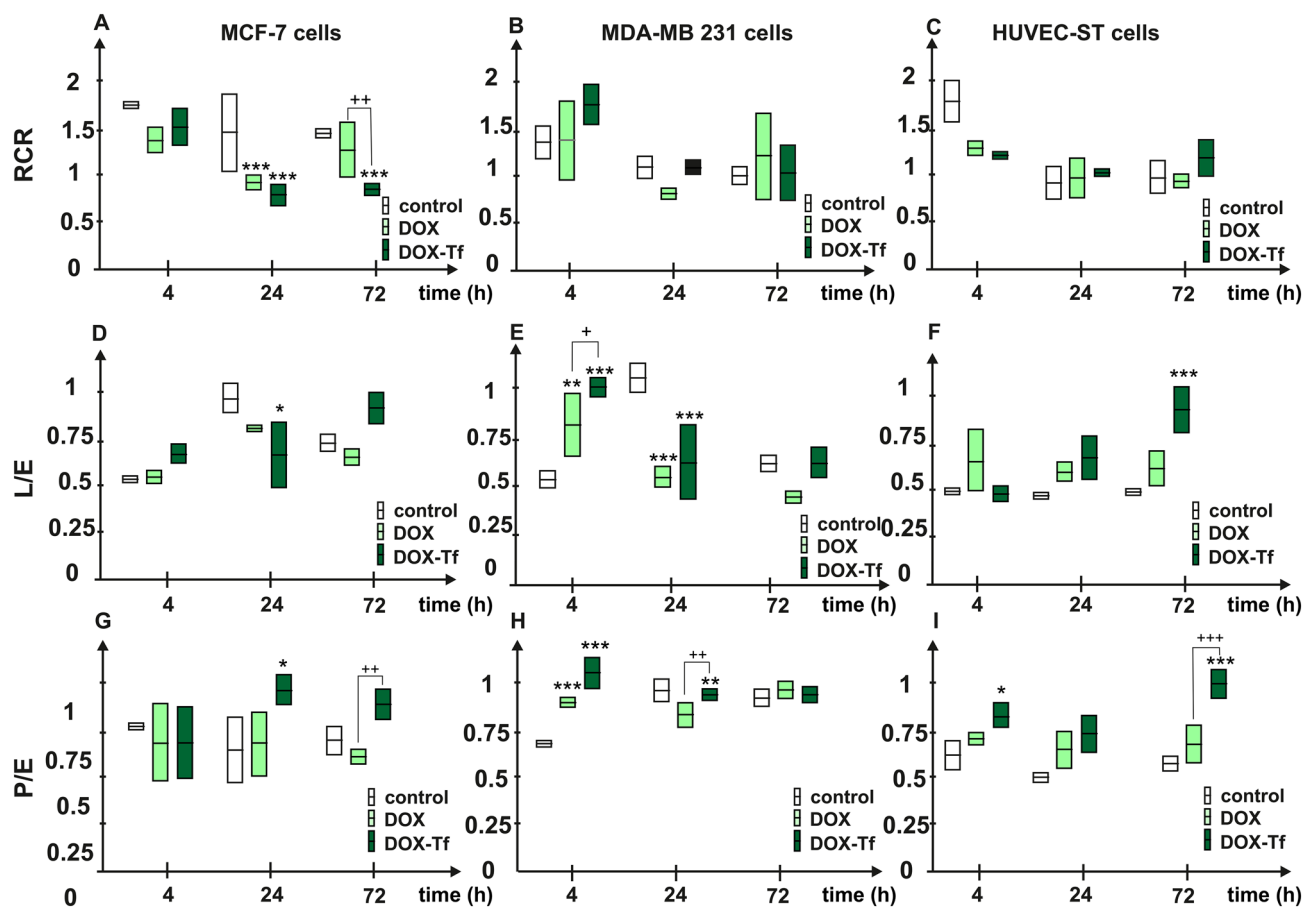 A
MCF-7 cells
RCR
2
1.5
1
0.5
0
***
***
++
***
control
DOX
DOX-Tf
4
24
72
time (h)
B
MDA-MB 231 cells
2
1.5
1
0.5
0
control
DOX
DOX-Tf
4
24
72
time (h)
C
HUVEC-ST cells
2
1.5
1
0.5
0
control
DOX
DOX-Tf
4
24
72
time (h)
D
L/E
1
0.75
0.5
0.25
0
*
control
DOX
DOX-Tf
4
24
72
time (h)
E
1
0.75
0.5
0.25
0
+
**
***
***
***
control
DOX
DOX-Tf
4
24
72
time (h)
F
1
0.75
0.5
0.25
0
***
control
DOX
DOX-Tf
4
24
72
time (h)
G
P/E
1
0.75
0.5
0.25
0
*
++
control
DOX
DOX-Tf
4
24
72
time (h)
H
1
0.75
0.5
0.25
0
***
***
++
**
control
DOX
DOX-Tf
4
24
72
time (h)
I
1
0.75
0.5
0.25
0
*
+++
***
control
DOX
DOX-Tf
4
24
72
time (h)